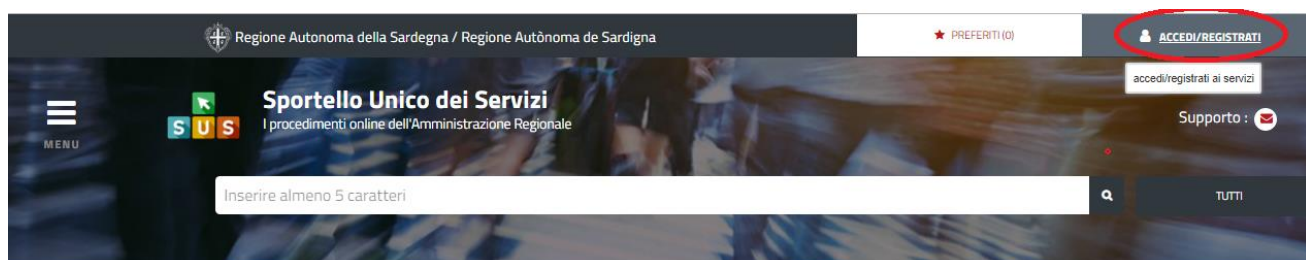 Regione Autonoma della Sardegna / Regione Autònoma de Sardigna
PREFERITI (0)
ACCEDI/REGISTRATI
accedi/registrati ai servizi
MENU
SUS
Sportello Unico dei Servizi
I procedimenti online dell'Amministrazione Regionale
Supporto :
Inserire almeno 5 caratteri
TUTTI